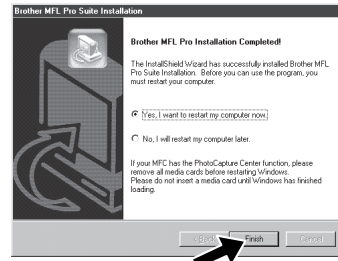 Brother MFL Pro Suite Installation
Brother MFL Pro Installation Completed!
The InstallShield Wizard has successfully installed Brother MFL
Pro Suite Installation. Before you can use the program, you
must restart your computer.
Yes, I want to restart my computer now.
No, I will restart my computer later.
If your MFC has the PhotoCapture Center function, please
remove all media cards before restarting Windows.
Please do not insert a media card until Windows has finished
loading.
< Back Finish Cancel